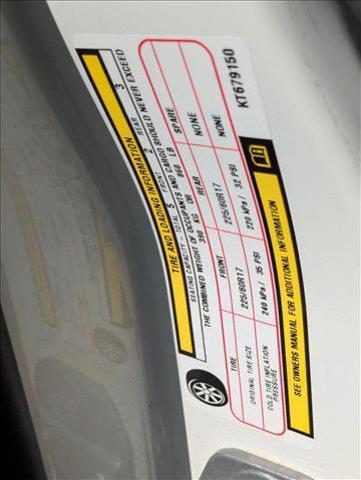 TIRE AND LOADING INFORMATION
SEATING CAPACITY TOTAL 5 FRONT 2 REAR 3
THE COMBINED WEIGHT OF OCCUPANTS AND CARGO SHOULD NEVER EXCEED
390 KG OR 860 LB
TIRE FRONT REAR SPARE
ORIGINAL TIRE SIZE 225/60R17 225/60R17 NONE
COLD TIRE INFLATION PRESSURE 240 kPa / 35 PSI 220 kPa / 32 PSI NONE
SEE OWNERS MANUAL FOR ADDITIONAL INFORMATION
KT679150